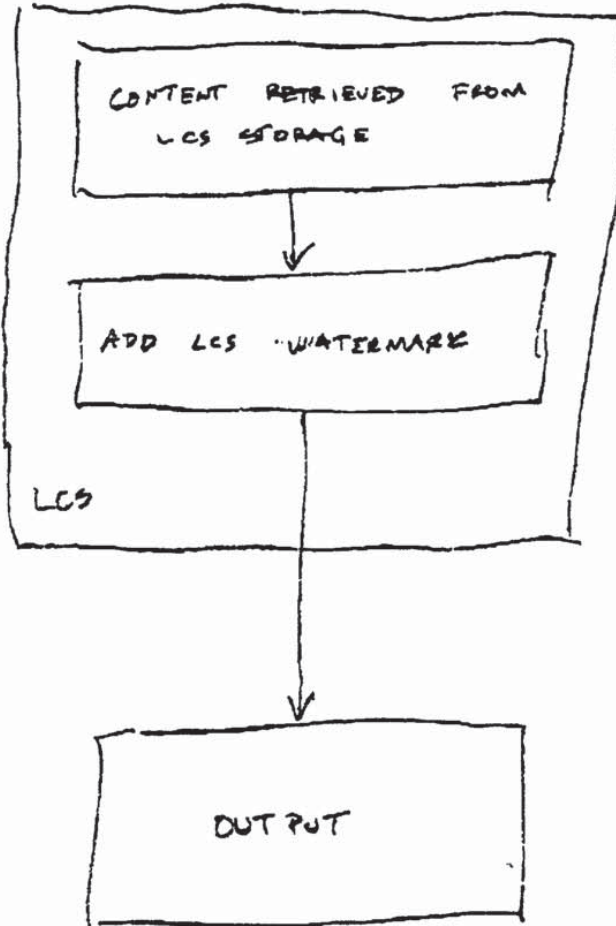 CONTENT RETRIEVED FROM
LCS STORAGE
ADD LCS WATERMARK
LCS
OUTPUT